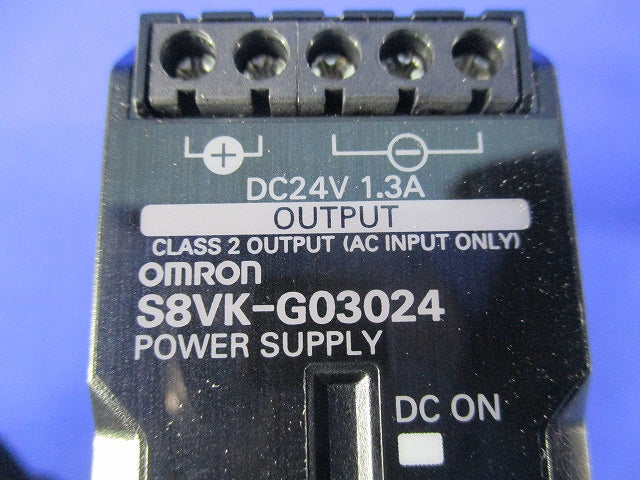 + −
DC24V 1.3A
OUTPUT
CLASS 2 OUTPUT (AC INPUT ONLY)
omron
S8VK-G03024
POWER SUPPLY
DC ON